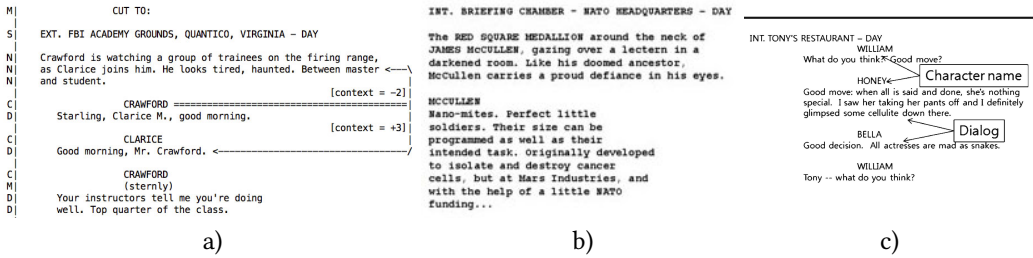 M| CUT TO:
|
S| EXT. FBI ACADEMY GROUNDS, QUANTICO, VIRGINIA – DAY
|
N| Crawford is watching a group of trainees on the firing range,
N| as Clarice joins him. He looks tired, haunted. Between master <---\
N| and student. |
| [context = -2] |
C| CRAWFORD ========================================|
D| Starling, Clarice M., good morning. |
| [context = +3] |
C| CLARICE |
D| Good morning, Mr. Crawford. <---------------------------------/
|
C| CRAWFORD
M| (sternly)
D| Your instructors tell me you're doing
D| well. Top quarter of the class.
a)
INT. BRIEFING CHAMBER - NATO HEADQUARTERS - DAY
The RED SQUARE MEDALLION around the neck of
JAMES McCULLEN, gazing over a lectern in a
darkened room. Like his doomed ancestor,
McCullen carries a proud defiance in his eyes.
MCCULLEN
Nano-mites. Perfect little
soldiers. Their size can be
programmed as well as their
intended task. Originally developed
to isolate and destroy cancer
cells, but at Mars Industries, and
with the help of a little NATO
funding...
b)
INT. TONY'S RESTAURANT – DAY
WILLIAM
What do you think? Good move?
HONEY
Character name
Good move: when all is said and done, she's nothing
special. I saw her taking her pants off and I definitely
glimpsed some cellulite down there.
Dialog
BELLA
Good decision. All actresses are mad as snakes.
WILLIAM
Tony -- what do you think?
c)